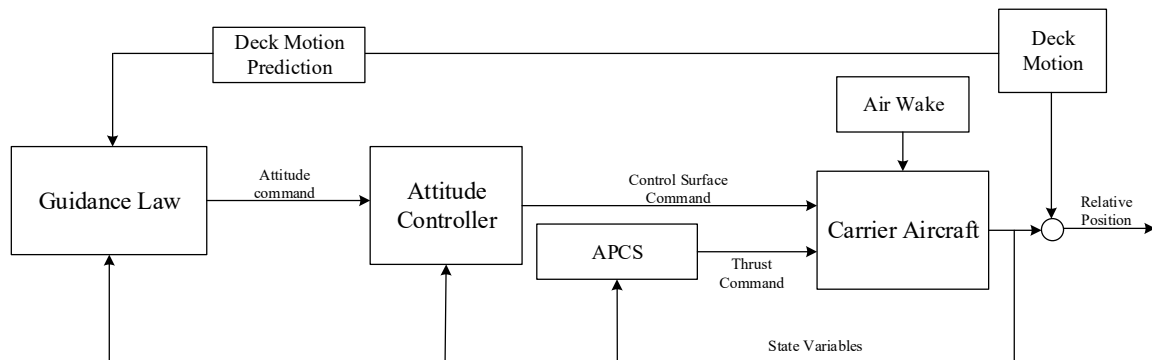 Deck Motion
Prediction
Deck
Motion
Air Wake
Guidance Law
Attitude
command
Attitude
Controller
Control Surface
Command
APCS
Thrust
Command
Carrier Aircraft
Relative
Position
State Variables